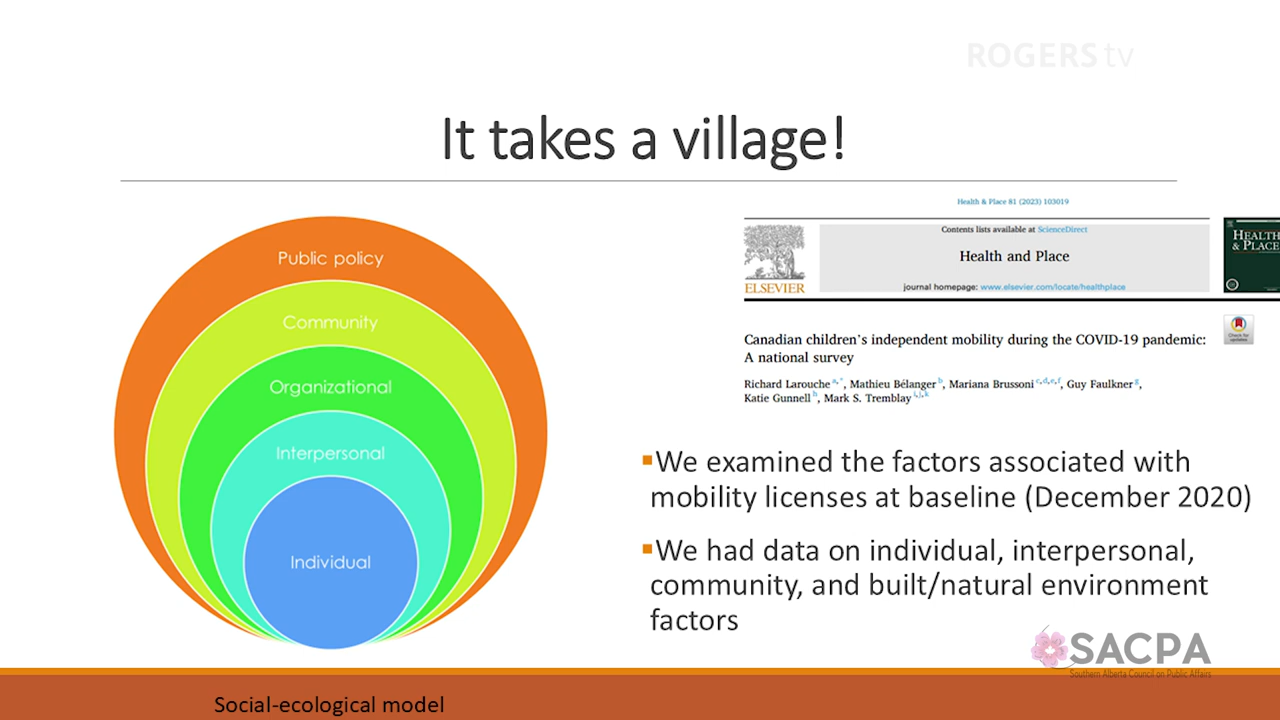 ROGERS tv
It takes a village!
Public policy
Community
Organizational
Interpersonal
Individual
Health & Place 81 (2023) 103019
Contents lists available at ScienceDirect
Health and Place
journal homepage: www.elsevier.com/locate/healthplace
ELSEVIER
HEALTH
& PLACE
Check for
updates
Canadian children's independent mobility during the COVID-19 pandemic:
A national survey
Richard Larouche a,*, Mathieu Bélanger b, Mariana Brussoni c,d,e,f, Guy Faulkner g,
Katie Gunnell h, Mark S. Tremblay i,j,k
▪We examined the factors associated with
mobility licenses at baseline (December 2020)
▪We had data on individual, interpersonal,
community, and built/natural environment
factors
SACPA
Southern Alberta Council on Public Affairs
Social-ecological model